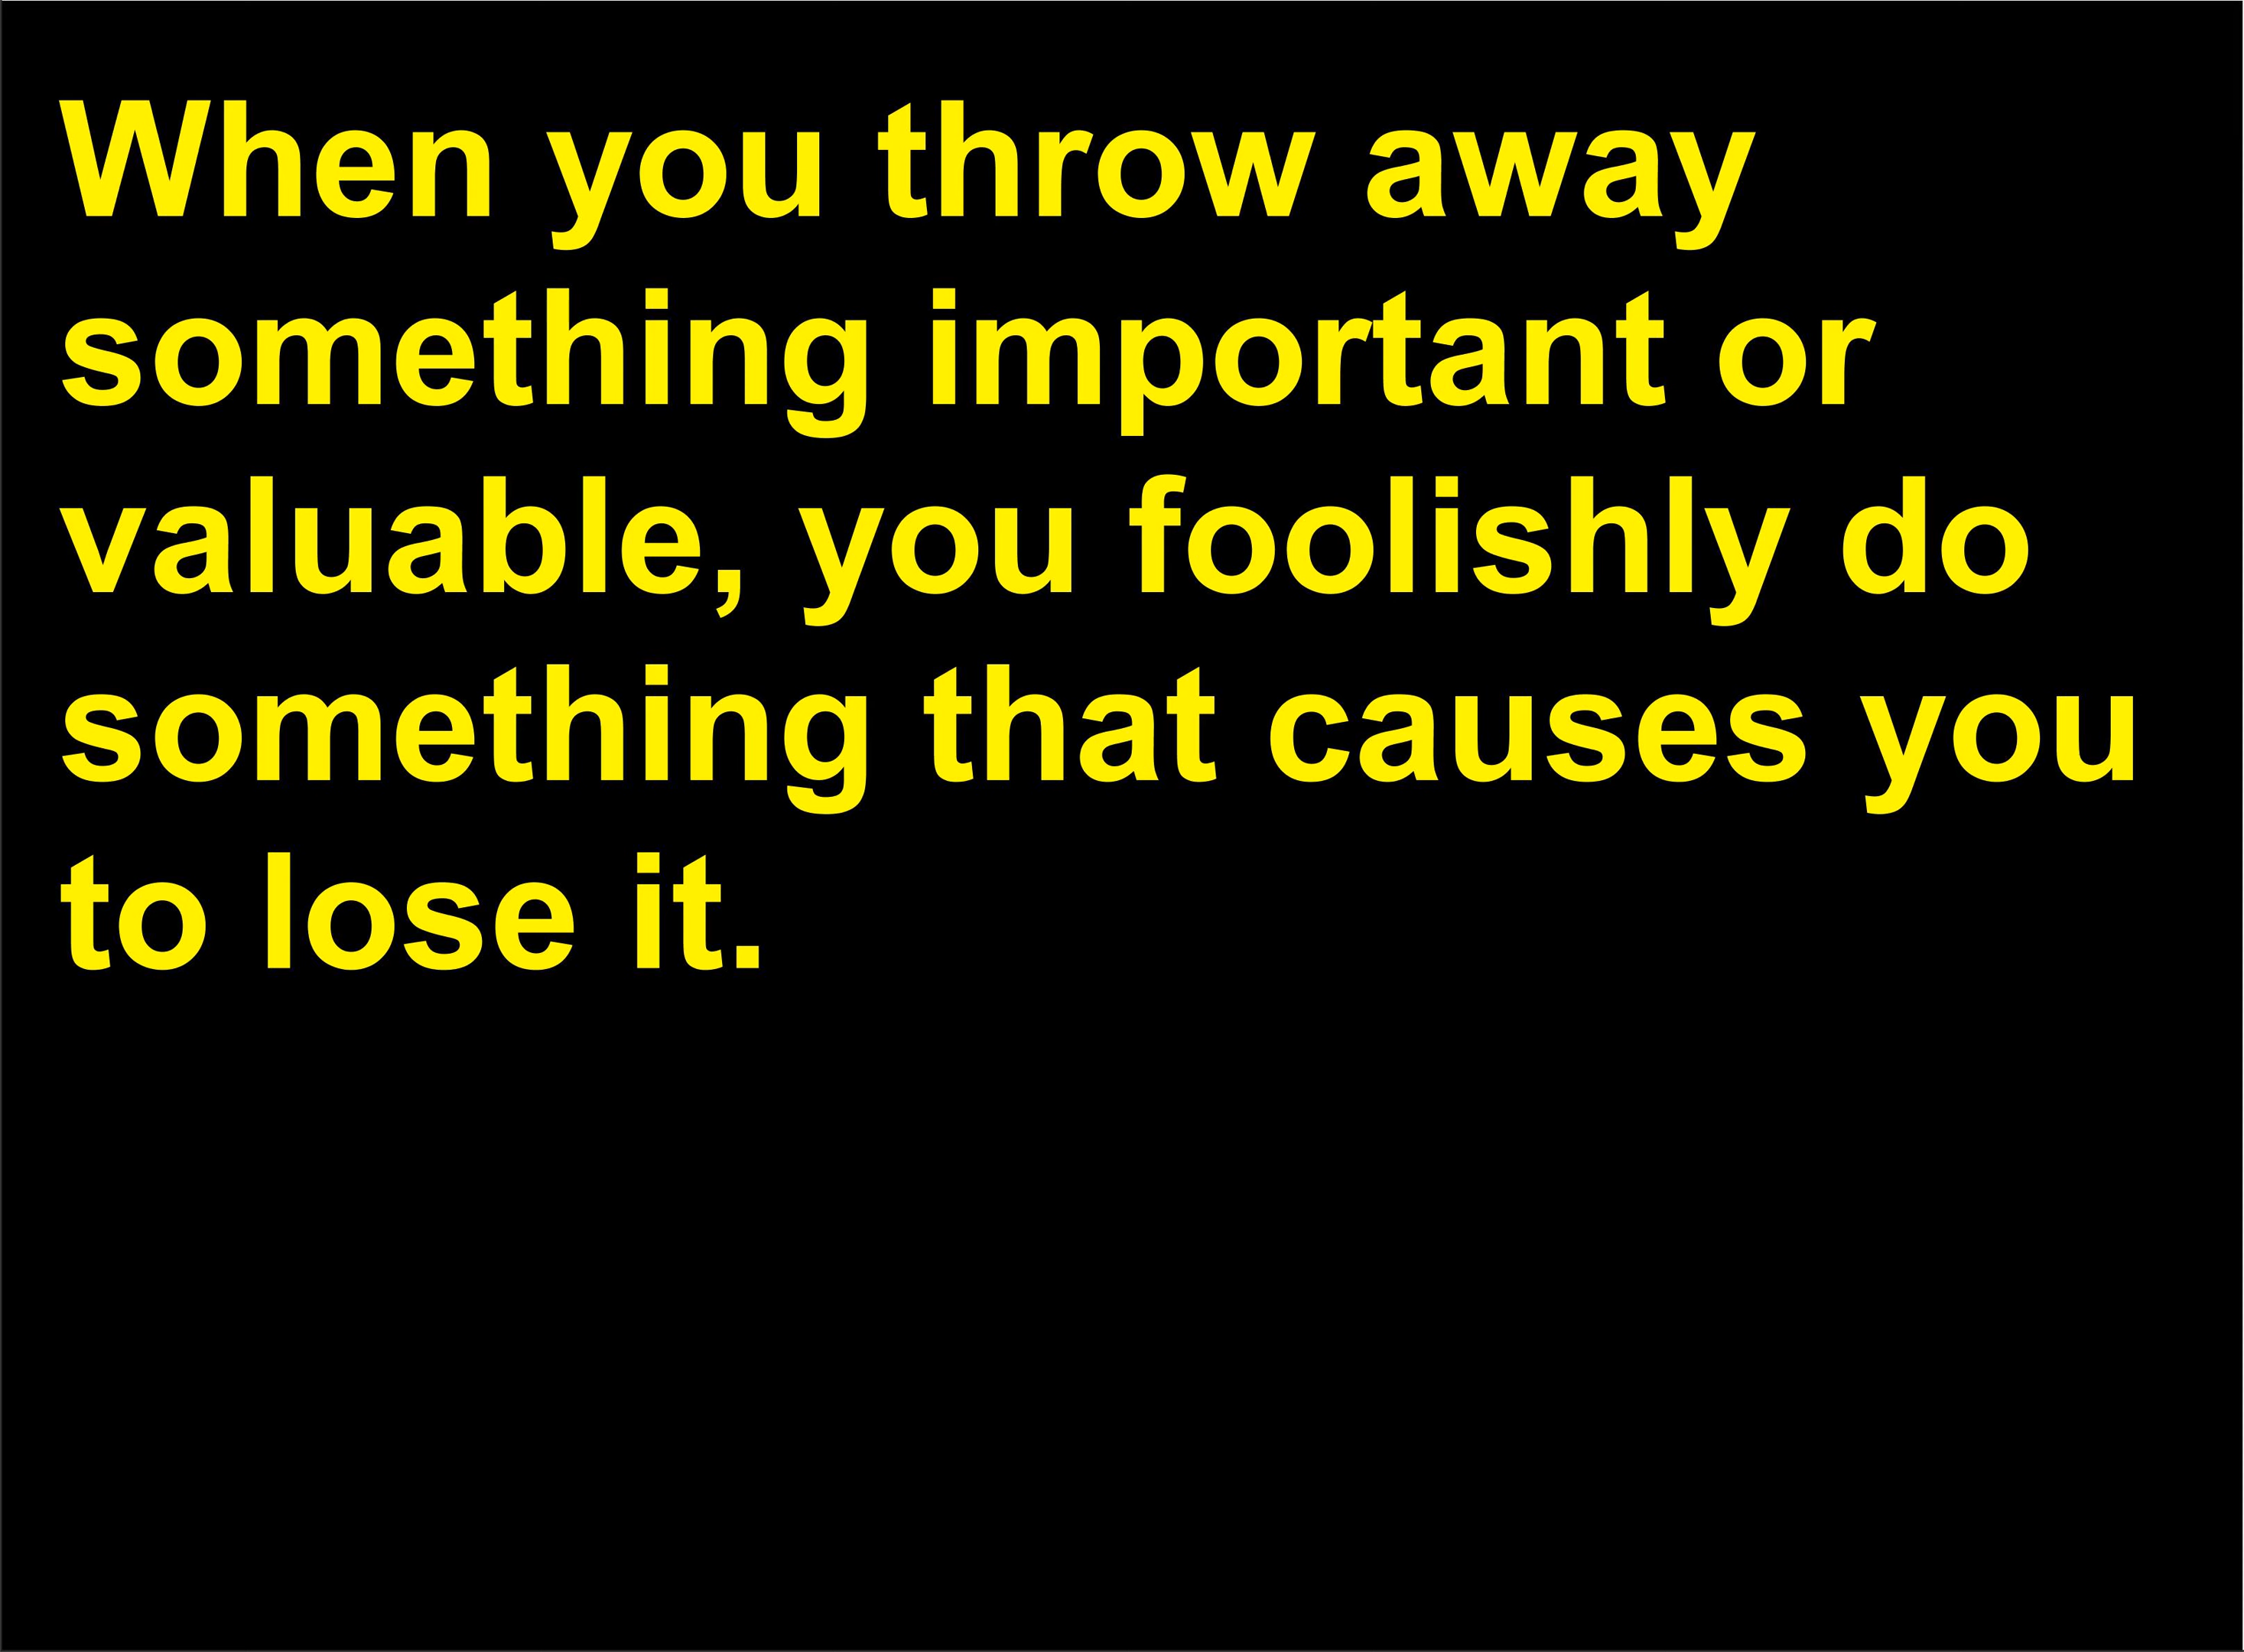 When you throw away
something important or
valuable, you foolishly do
something that causes you
to lose it.